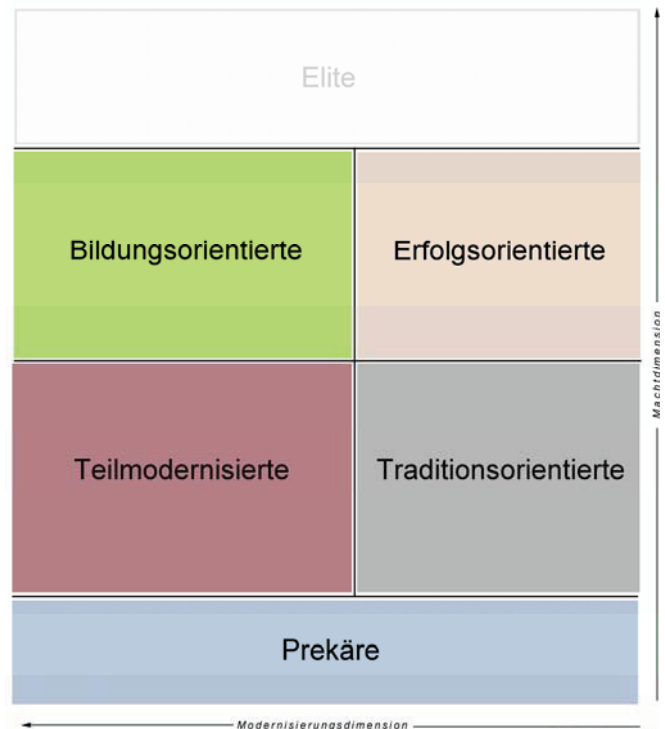 Elite
Bildungsorientierte
Erfolgsorientierte
Machtdimension
Teilmodernisierte
Traditionsorientierte
Prekäre
Modernisierungsdimension